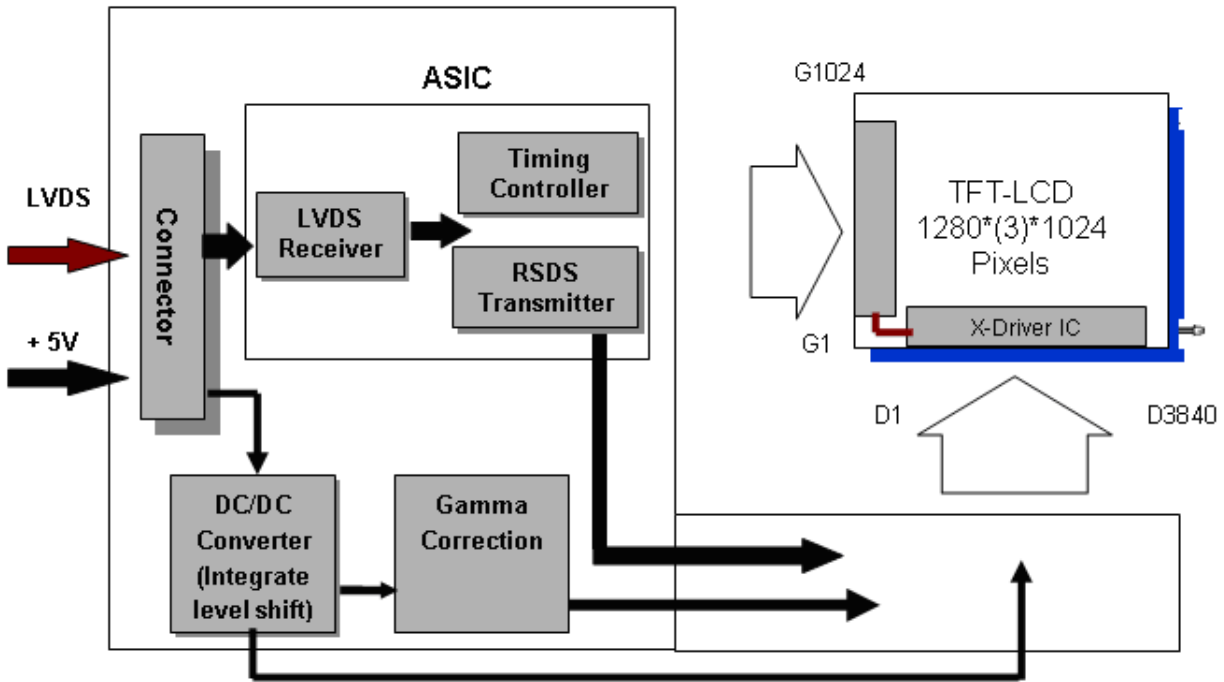 ASIC
LVDS
+ 5V
Connector
LVDS
Receiver
Timing
Controller
RSDS
Transmitter
DC/DC
Converter
(Integrate
level shift)
Gamma
Correction
G1024
G1
TFT-LCD
1280*(3)*1024
Pixels
X-Driver IC
D1
D3840